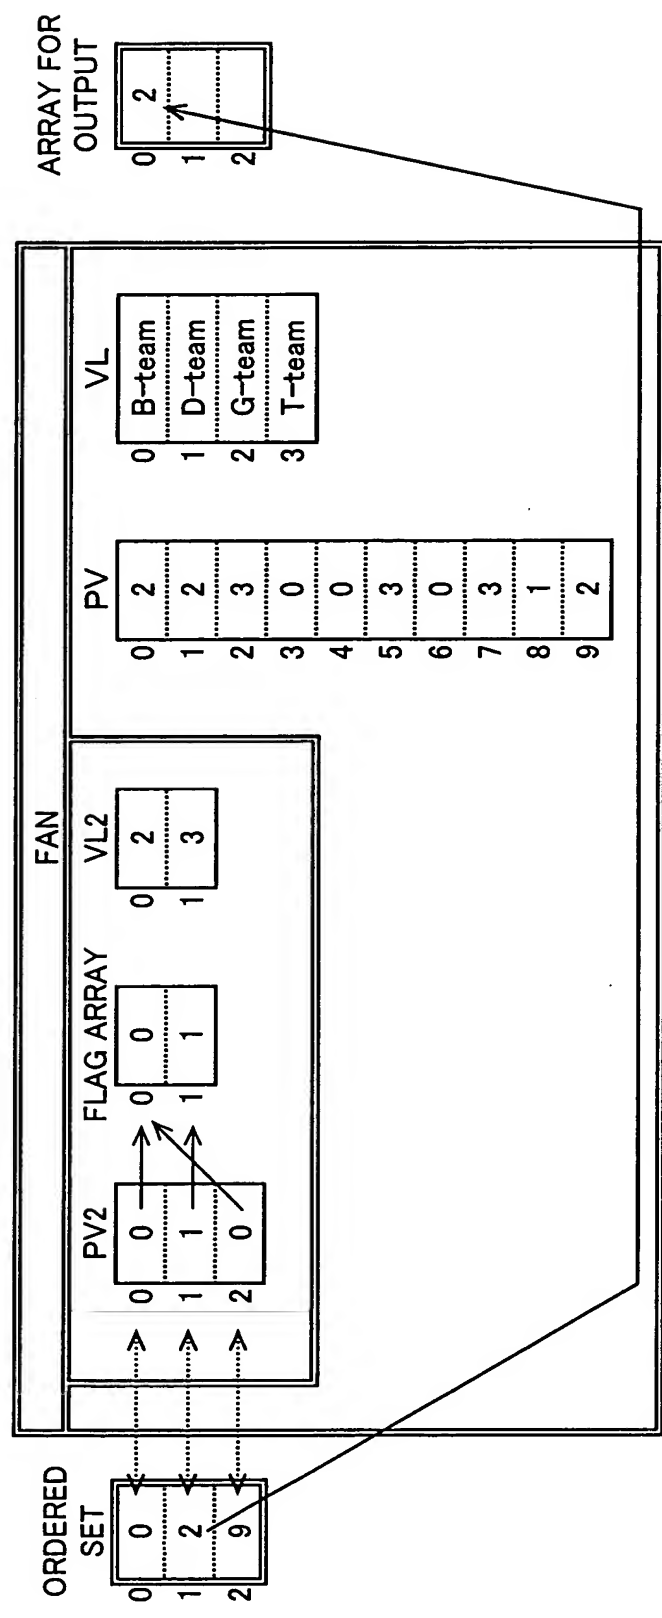 ORDERED
SET
0 0
1 2
2 9
FAN
PV2
0 0
1 1
2 0
FLAG ARRAY
0 0
1 1
VL2
0 2
1 3
PV
0 2
1 2
2 3
3 0
4 0
5 3
6 0
7 3
8 1
9 2
VL
0 B-team
1 D-team
2 G-team
3 T-team
ARRAY FOR
OUTPUT
0 2
1
2